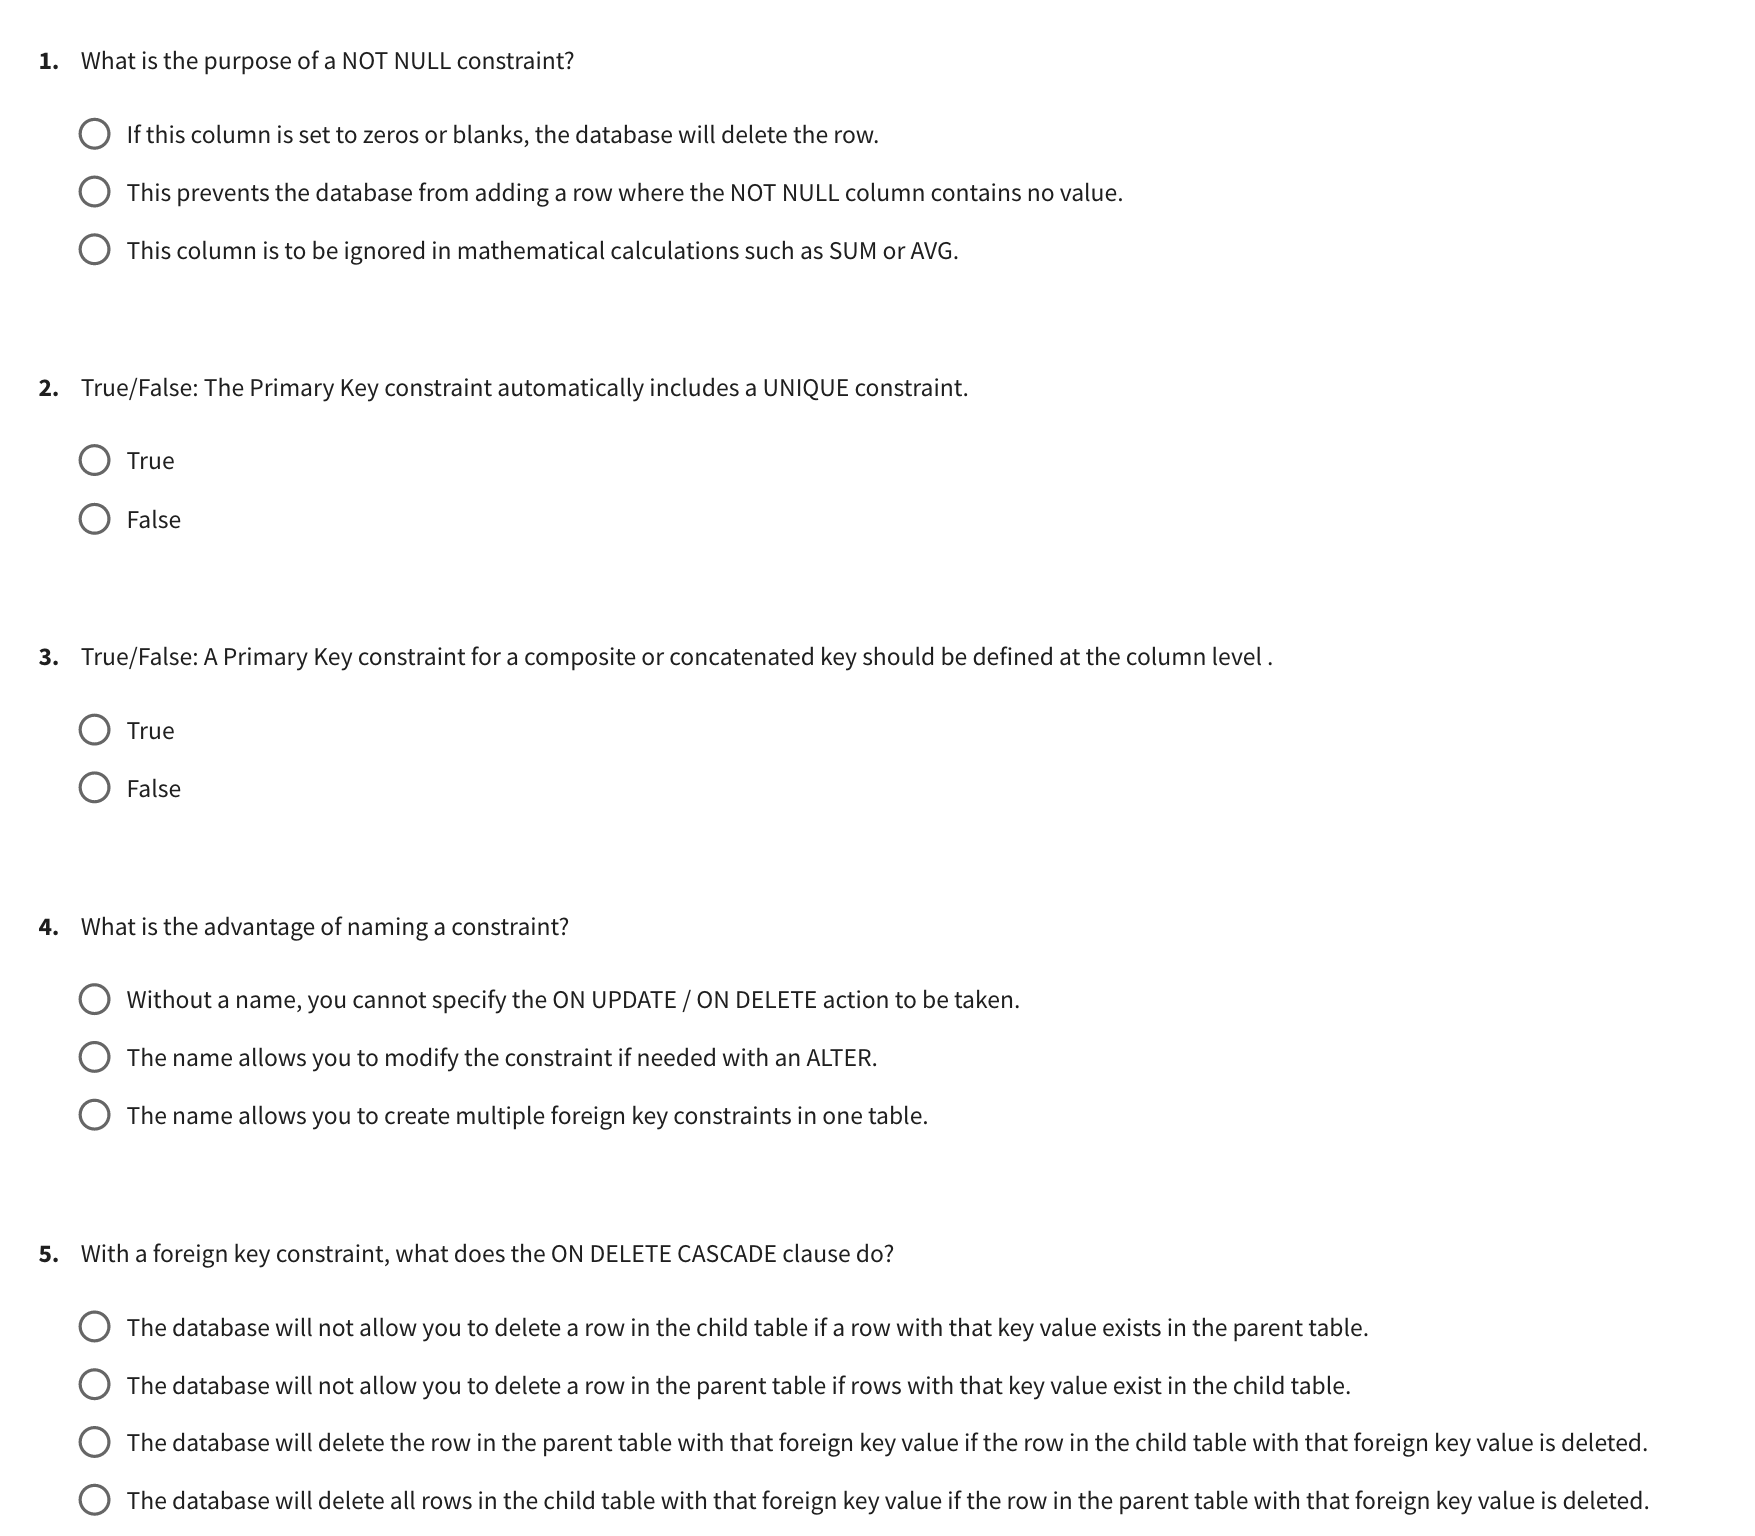 1. What is the purpose of a NOT NULL constraint?
If this column is set to zeros or blanks, the database will delete the row.
This prevents the database from adding a row where the NOT NULL column contains no value.
This column is to be ignored in mathematical calculations such as SUM or AVG.
2. True/False: The Primary Key constraint automatically includes a UNIQUE constraint.
True
False
3. True/False: A Primary Key constraint for a composite or concatenated key should be defined at the column level .
True
False
4. What is the advantage of naming a constraint?
Without a name, you cannot specify the ON UPDATE / ON DELETE action to be taken.
The name allows you to modify the constraint if needed with an ALTER.
The name allows you to create multiple foreign key constraints in one table.
5. With a foreign key constraint, what does the ON DELETE CASCADE clause do?
The database will not allow you to delete a row in the child table if a row with that key value exists in the parent table.
The database will not allow you to delete a row in the parent table if rows with that key value exist in the child table.
The database will delete the row in the parent table with that foreign key value if the row in the child table with that foreign key value is deleted.
The database will delete all rows in the child table with that foreign key value if the row in the parent table with that foreign key value is deleted.